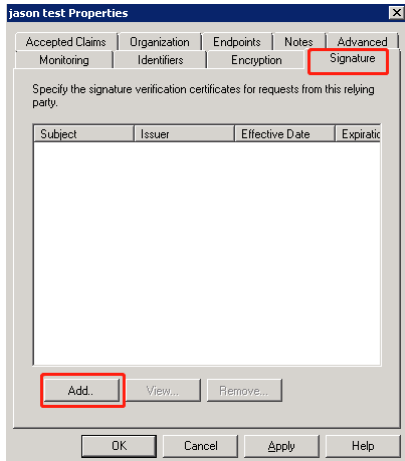 jason test Properties
Accepted Claims Organization Endpoints Notes Advanced
Monitoring Identifiers Encryption Signature
Specify the signature verification certificates for requests from this relying
party.
Subject Issuer Effective Date Expiratic
Add.. View... Remove...
OK Cancel Apply Help